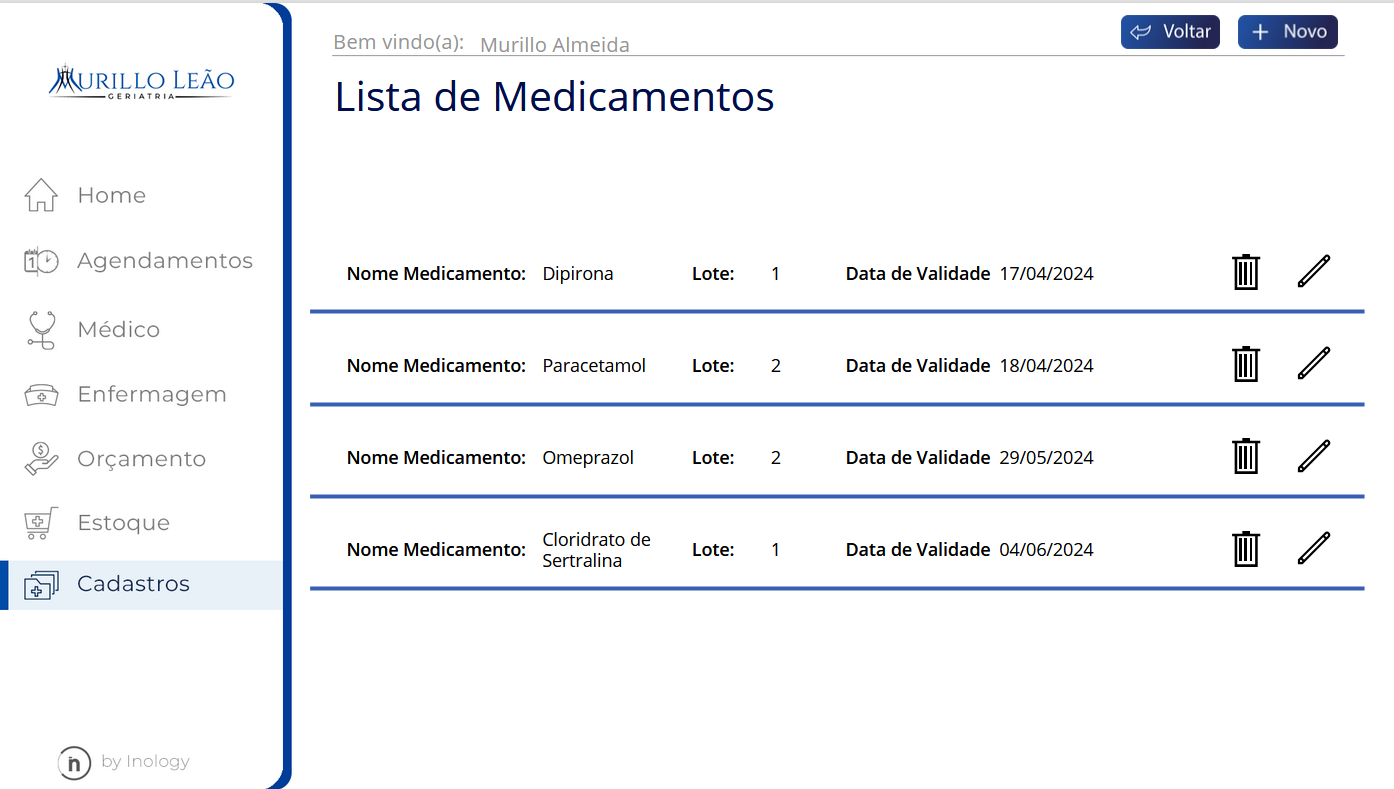 MURILLO LEÃO
GERIATRIA
Home
Agendamentos
Médico
Enfermagem
Orçamento
Estoque
Cadastros
in by Inology
Bem vindo(a): Murillo Almeida
Voltar
Novo
Lista de Medicamentos
Nome Medicamento: Dipirona Lote: 1 Data de Validade 17/04/2024
Nome Medicamento: Paracetamol Lote: 2 Data de Validade 18/04/2024
Nome Medicamento: Omeprazol Lote: 2 Data de Validade 29/05/2024
Nome Medicamento: Cloridrato de Sertralina Lote: 1 Data de Validade 04/06/2024